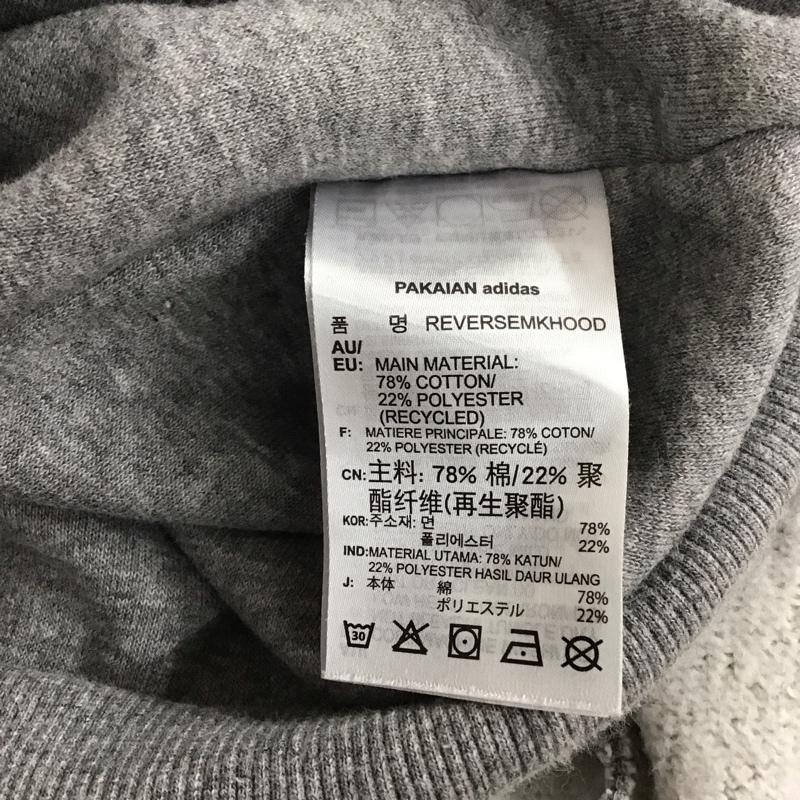 PAKAIAN adidas
품 명 REVERSEMKHOOD
AU/
EU: MAIN MATERIAL:
78% COTTON/
22% POLYESTER
(RECYCLED)
F: MATIERE PRINCIPALE: 78% COTON/
22% POLYESTER (RECYCLÉ)
CN: 主料: 78% 棉/22% 聚
酯纤维(再生聚酯)
KOR: 주소재: 면 78%
폴리에스터 22%
IND: MATERIAL UTAMA: 78% KATUN/
22% POLYESTER HASIL DAUR ULANG
J: 本体 綿 78%
ポリエステル 22%
30